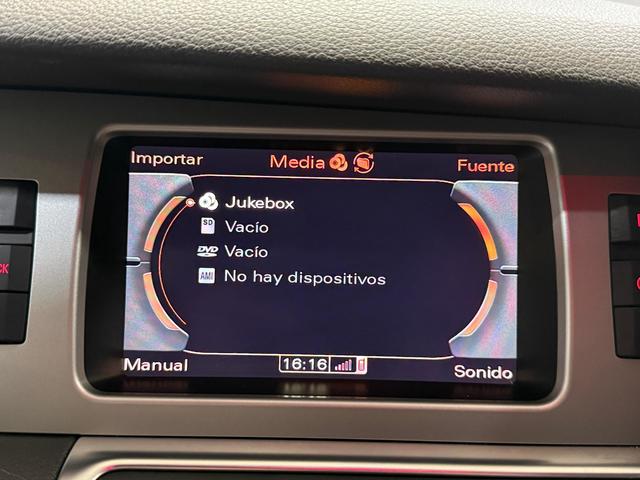 Importar Media Fuente
Jukebox
SD Vacío
DVD Vacío
AMI No hay dispositivos
Manual 16:16 Sonido